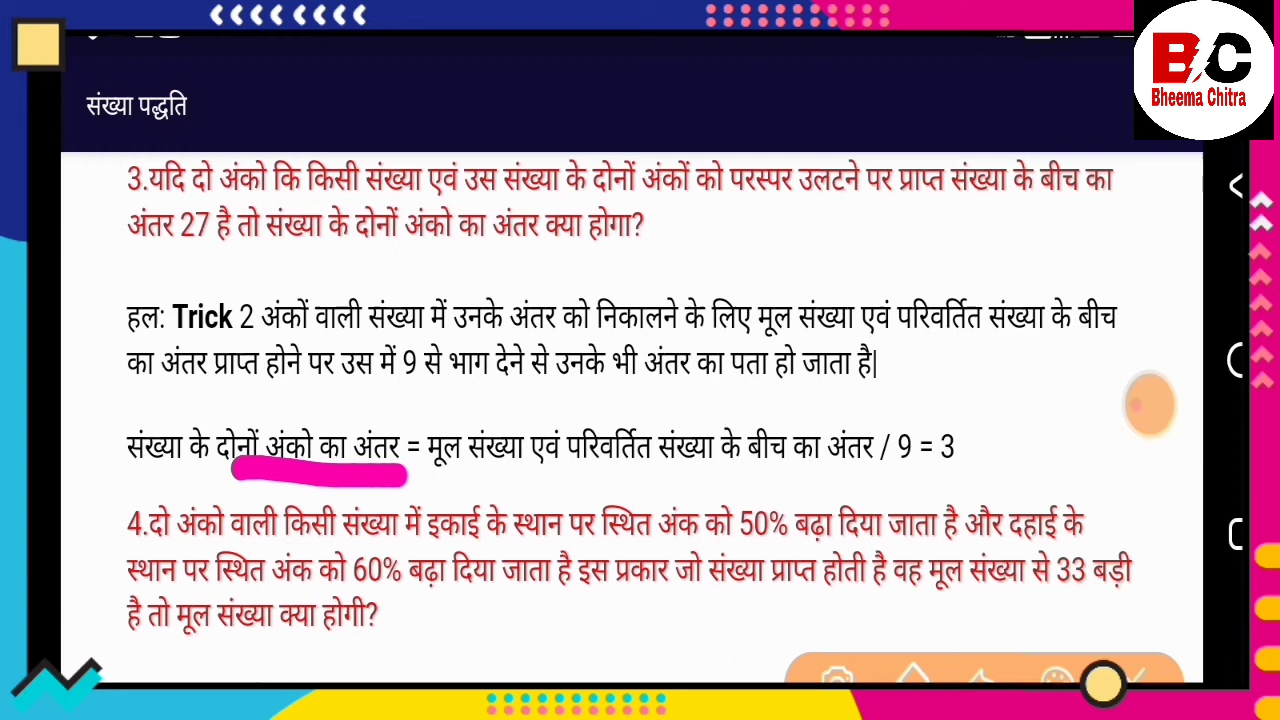 BC
Bheema Chitra
संख्या पद्धति
3.यदि दो अंको कि किसी संख्या एवं उस संख्या के दोनों अंकों को परस्पर उलटने पर प्राप्त संख्या के बीच का
अंतर 27 है तो संख्या के दोनों अंको का अंतर क्या होगा?
हल: Trick 2 अंकों वाली संख्या में उनके अंतर को निकालने के लिए मूल संख्या एवं परिवर्तित संख्या के बीच
का अंतर प्राप्त होने पर उस में 9 से भाग देने से उनके भी अंतर का पता हो जाता है|
संख्या के दोनों अंको का अंतर = मूल संख्या एवं परिवर्तित संख्या के बीच का अंतर / 9 = 3
4.दो अंको वाली किसी संख्या में इकाई के स्थान पर स्थित अंक को 50% बढ़ा दिया जाता है और दहाई के
स्थान पर स्थित अंक को 60% बढ़ा दिया जाता है इस प्रकार जो संख्या प्राप्त होती है वह मूल संख्या से 33 बड़ी
है तो मूल संख्या क्या होगी?